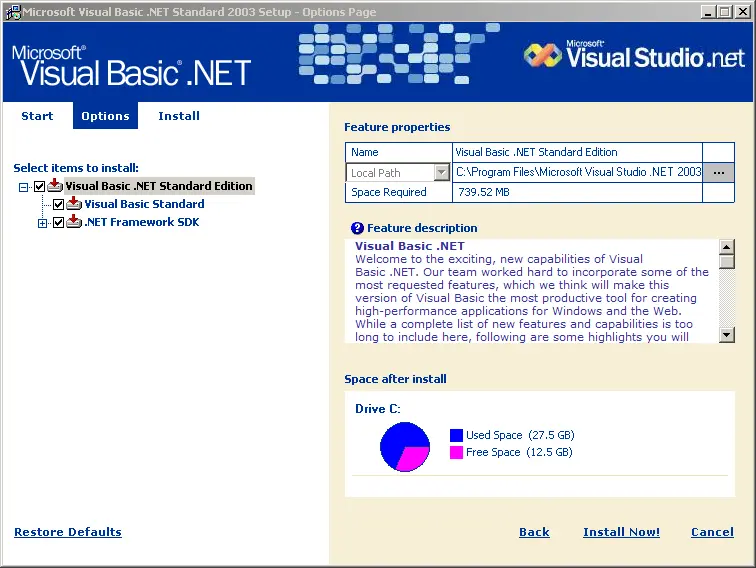 Microsoft Visual Basic .NET Standard 2003 Setup - Options Page
Microsoft®
Visual Basic® .NET
Microsoft®
Visual Studio®.net
Start Options Install
Select items to install:
Visual Basic .NET Standard Edition
Visual Basic Standard
.NET Framework SDK
Feature properties
Name Visual Basic .NET Standard Edition
Local Path C:\Program Files\Microsoft Visual Studio .NET 2003 ...
Space Required 739.52 MB
Feature description
Visual Basic .NET
Welcome to the exciting, new capabilities of Visual
Basic .NET. Our team worked hard to incorporate some of the
most requested features, which we think will make this
version of Visual Basic the most productive tool for creating
high-performance applications for Windows and the Web.
While a complete list of new features and capabilities is too
long to include here, following are some highlights you will
Space after install
Drive C:
Used Space (27.5 GB)
Free Space (12.5 GB)
Restore Defaults Back Install Now! Cancel